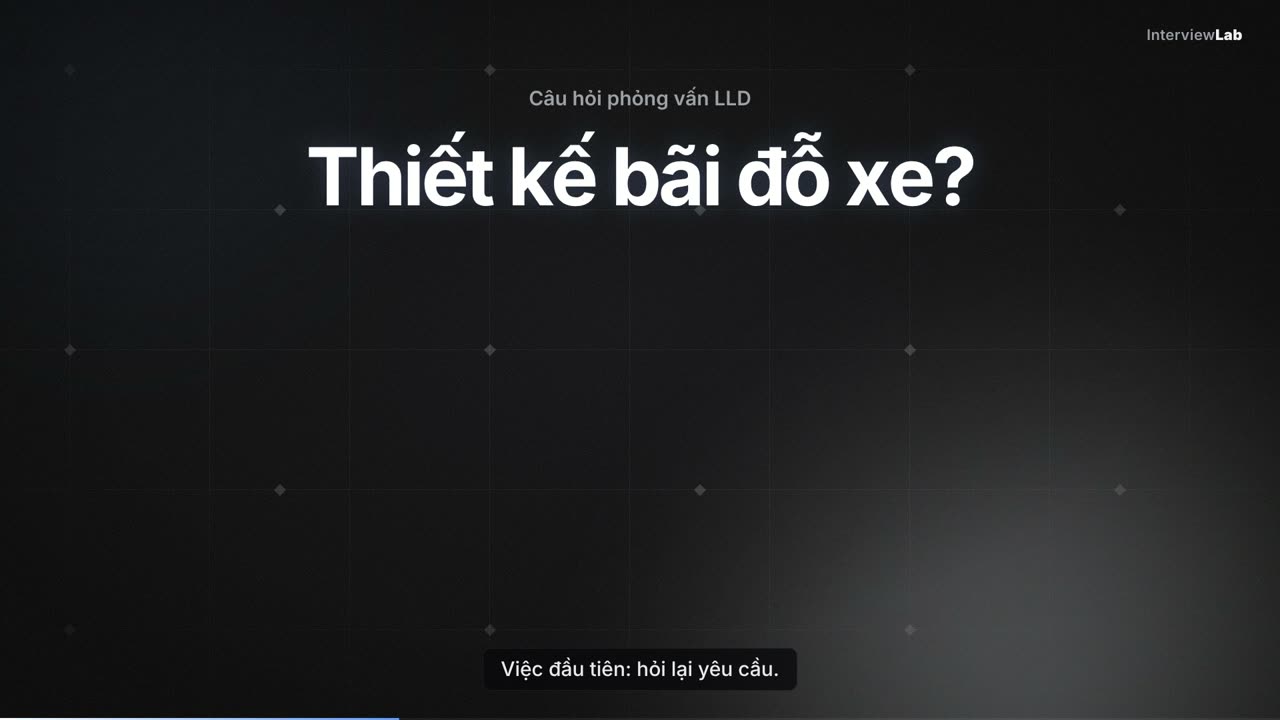 InterviewLab
Câu hỏi phỏng vấn LLD
Thiết kế bãi đỗ xe?
Việc đầu tiên: hỏi lại yêu cầu.